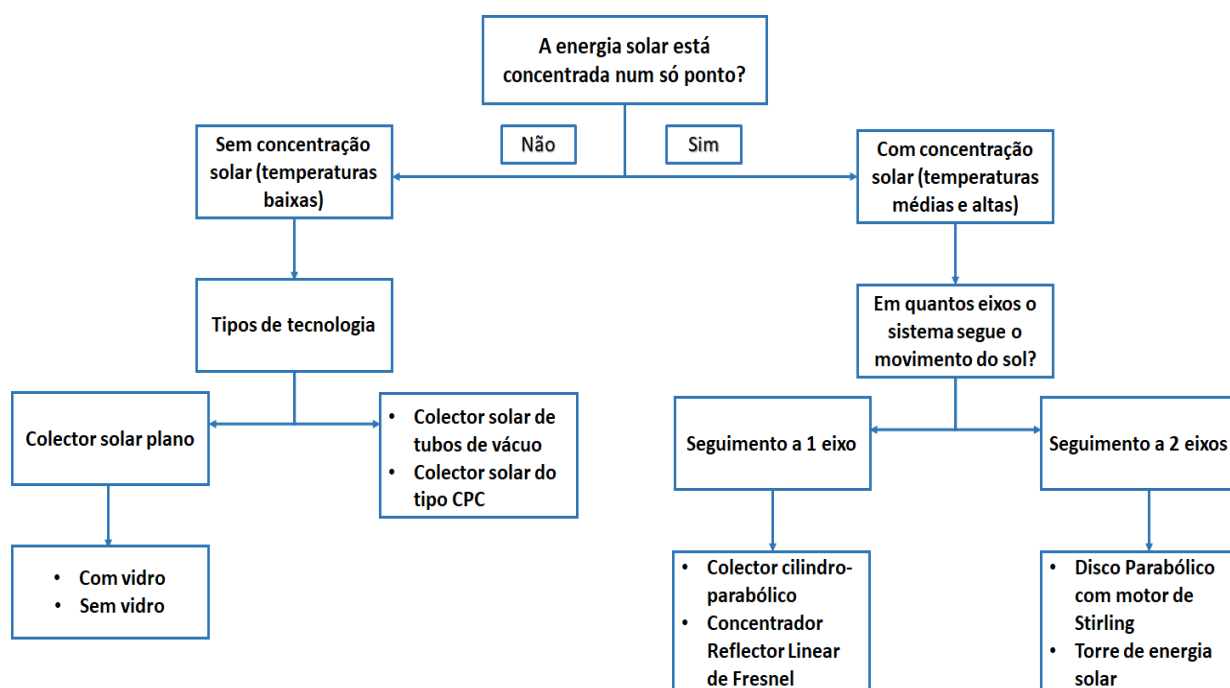 A energia solar está
concentrada num só ponto?
Não
Sim
Sem concentração
solar (temperaturas
baixas)
Com concentração
solar (temperaturas
médias e altas)
Tipos de tecnologia
Em quantos eixos o
sistema segue o
movimento do sol?
Colector solar plano
• Colector solar de
tubos de vácuo
• Colector solar do
tipo CPC
Seguimento a 1 eixo
Seguimento a 2 eixos
• Com vidro
• Sem vidro
• Colector cilindro-
parabólico
• Concentrador
Reflector Linear
de Fresnel
• Disco Parabólico
com motor de
Stirling
• Torre de energia
solar